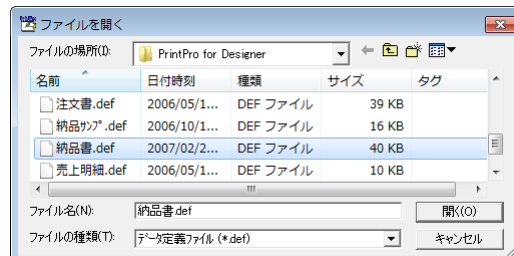 ファイルを開く
ファイルの場所(I): PrintPro for Designer
名前 日付時刻 種類 サイズ タグ
注文書.def 2006/05/1... DEF ファイル 39 KB
納品ｻﾝﾌﾟ.def 2006/10/1... DEF ファイル 16 KB
納品書.def 2007/02/2... DEF ファイル 40 KB
売上明細.def 2006/05/1... DEF ファイル 10 KB
ファイル名(N): 納品書.def 開く(O)
ファイルの種類(T): ﾃﾞｰﾀ定義ﾌｧｲﾙ (*.def) キャンセル